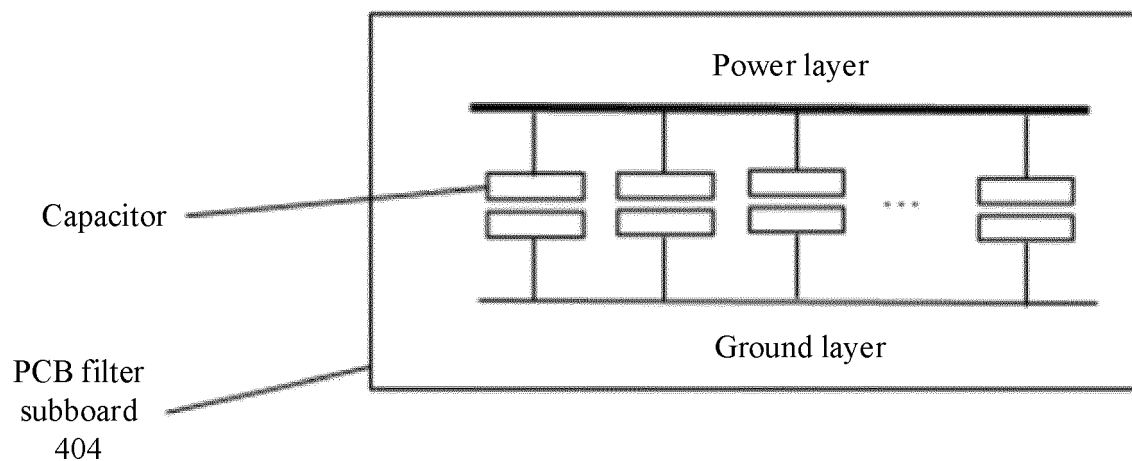 Power layer
Capacitor
...
Ground layer
PCB filter
subboard
404